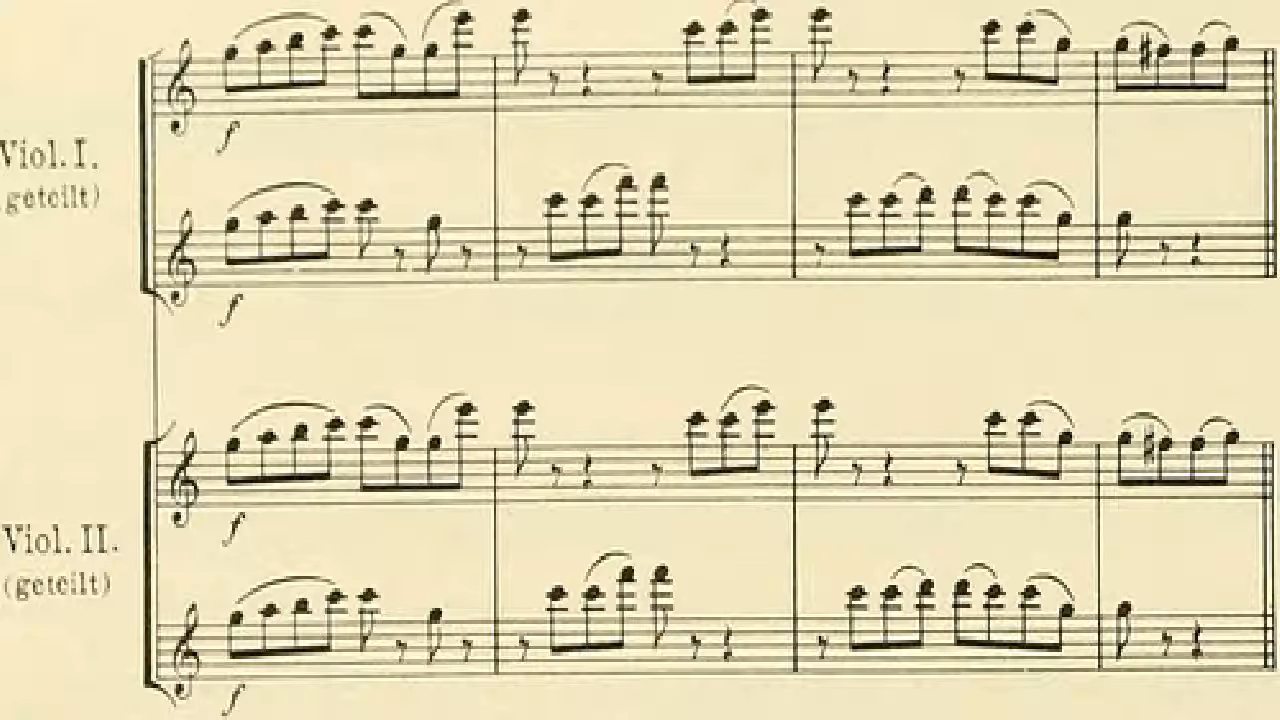 Viol. I.
(geteilt)
f
f
Viol. II.
(geteilt)
f
f